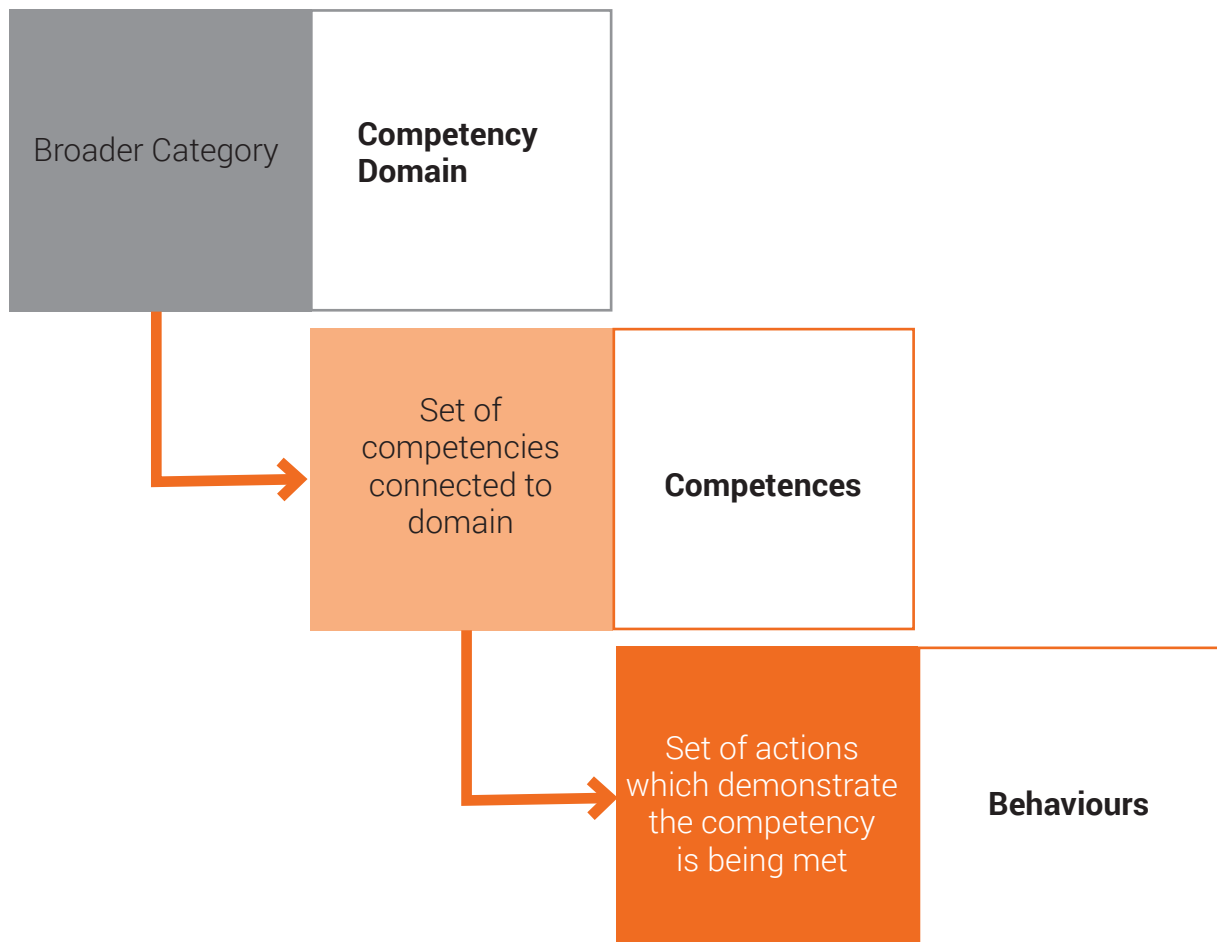 Broader Category
Competency
Domain
Set of
competencies
connected to
domain
Competences
Set of actions
which demonstrate
the competency
is being met
Behaviours